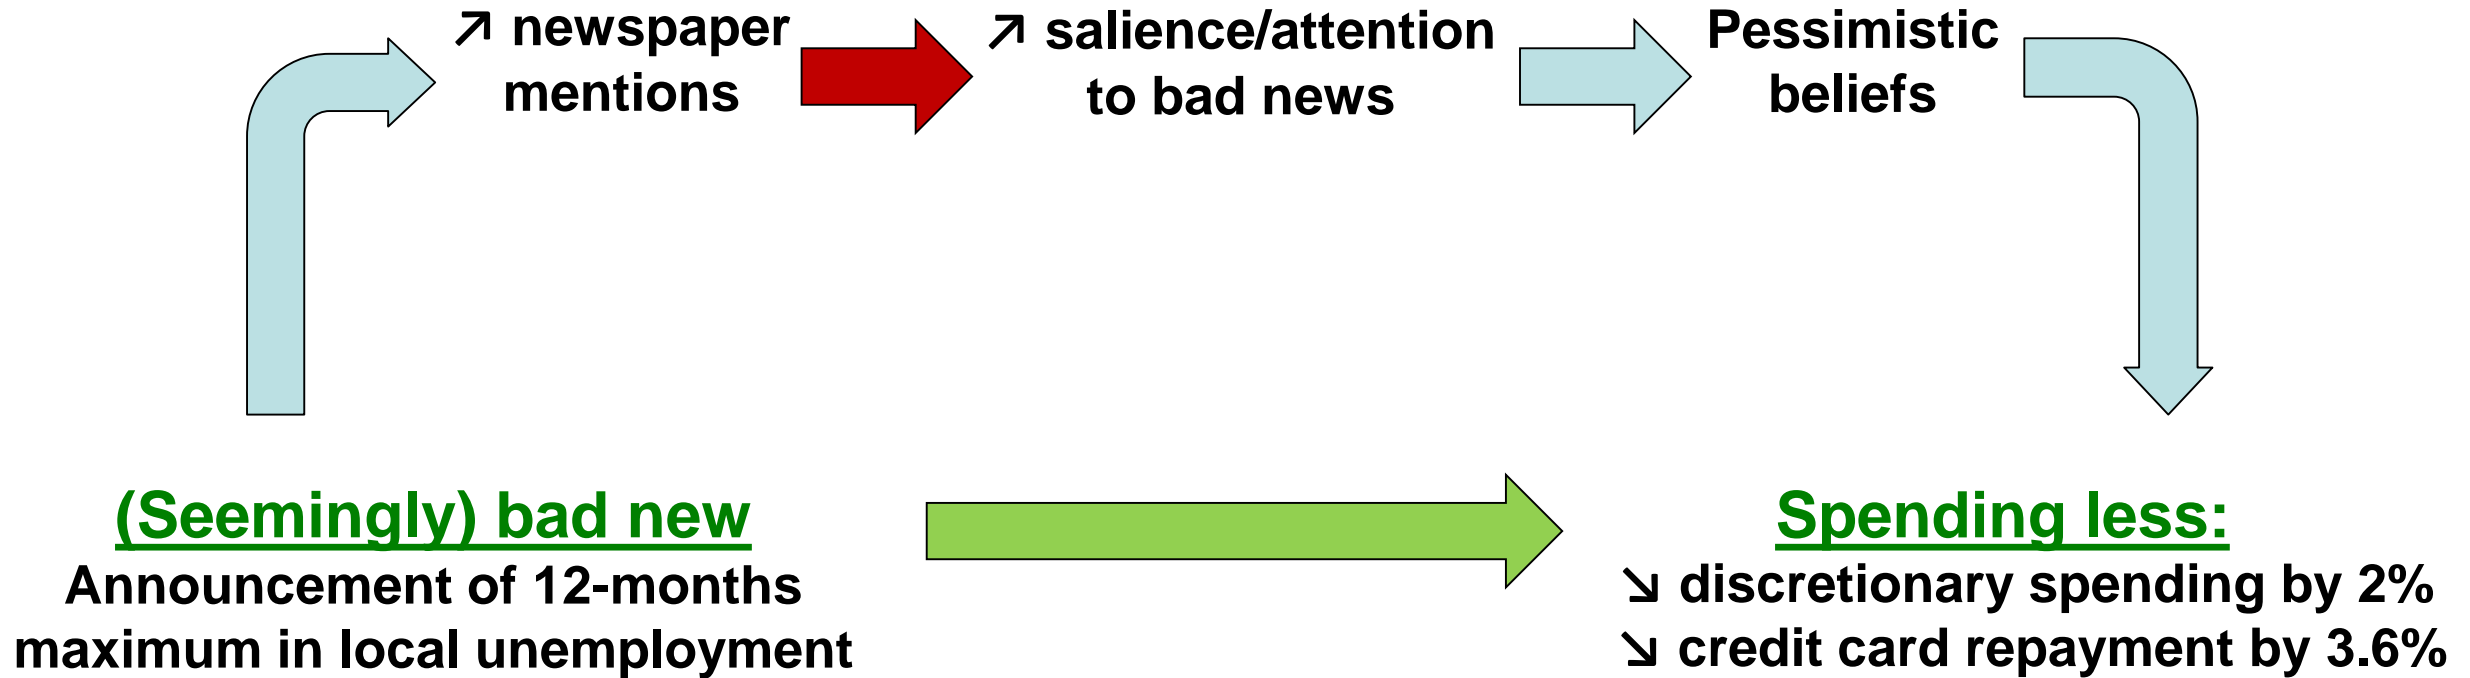 ↗ newspaper
mentions
↗ salience/attention
to bad news
Pessimistic
beliefs
(Seemingly) bad new
Announcement of 12-months
maximum in local unemployment
Spending less:
↘ discretionary spending by 2%
↘ credit card repayment by 3.6%